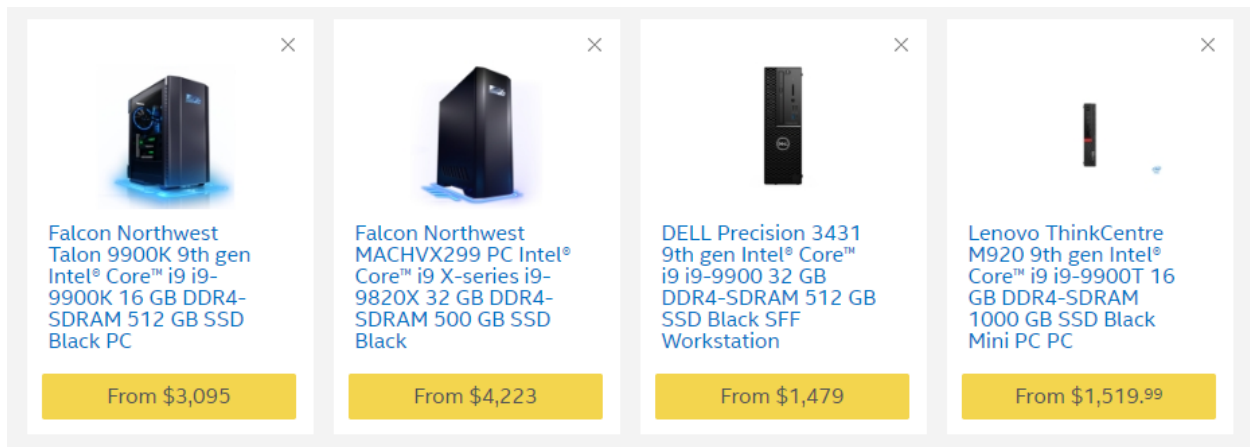 Falcon Northwest
Talon 9900K 9th gen
Intel® Core™ i9 i9-
9900K 16 GB DDR4-
SDRAM 512 GB SSD
Black PC
From $3,095
Falcon Northwest
MACHVX299 PC Intel®
Core™ i9 X-series i9-
9820X 32 GB DDR4-
SDRAM 500 GB SSD
Black
From $4,223
DELL
DELL Precision 3431
9th gen Intel® Core™
i9 i9-9900 32 GB
DDR4-SDRAM 512 GB
SSD Black SFF
Workstation
From $1,479
Lenovo ThinkCentre
M920 9th gen Intel®
Core™ i9 i9-9900T 16
GB DDR4-SDRAM
1000 GB SSD Black
Mini PC PC
From $1,519.99